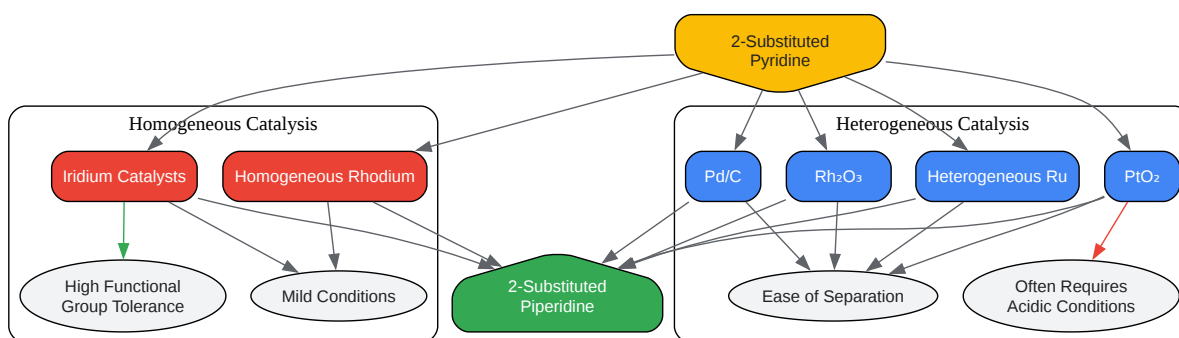 2-Substituted
Pyridine
Homogeneous Catalysis
Heterogeneous Catalysis
Iridium Catalysts
Homogeneous Rhodium
Pd/C
Rh₂O₃
Heterogeneous Ru
PtO₂
High Functional
Group Tolerance
Mild Conditions
2-Substituted
Piperidine
Ease of Separation
Often Requires
Acidic Conditions